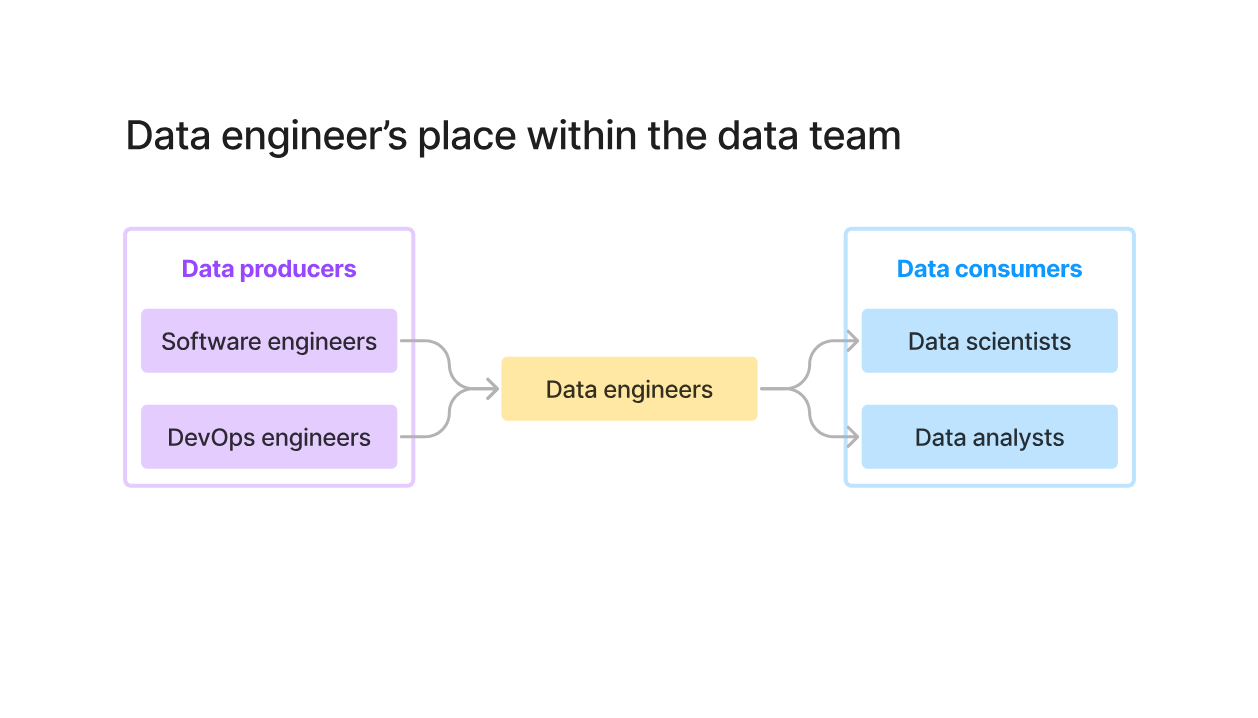 Data engineer’s place within the data team
Data producers
Software engineers
DevOps engineers
Data engineers
Data consumers
Data scientists
Data analysts